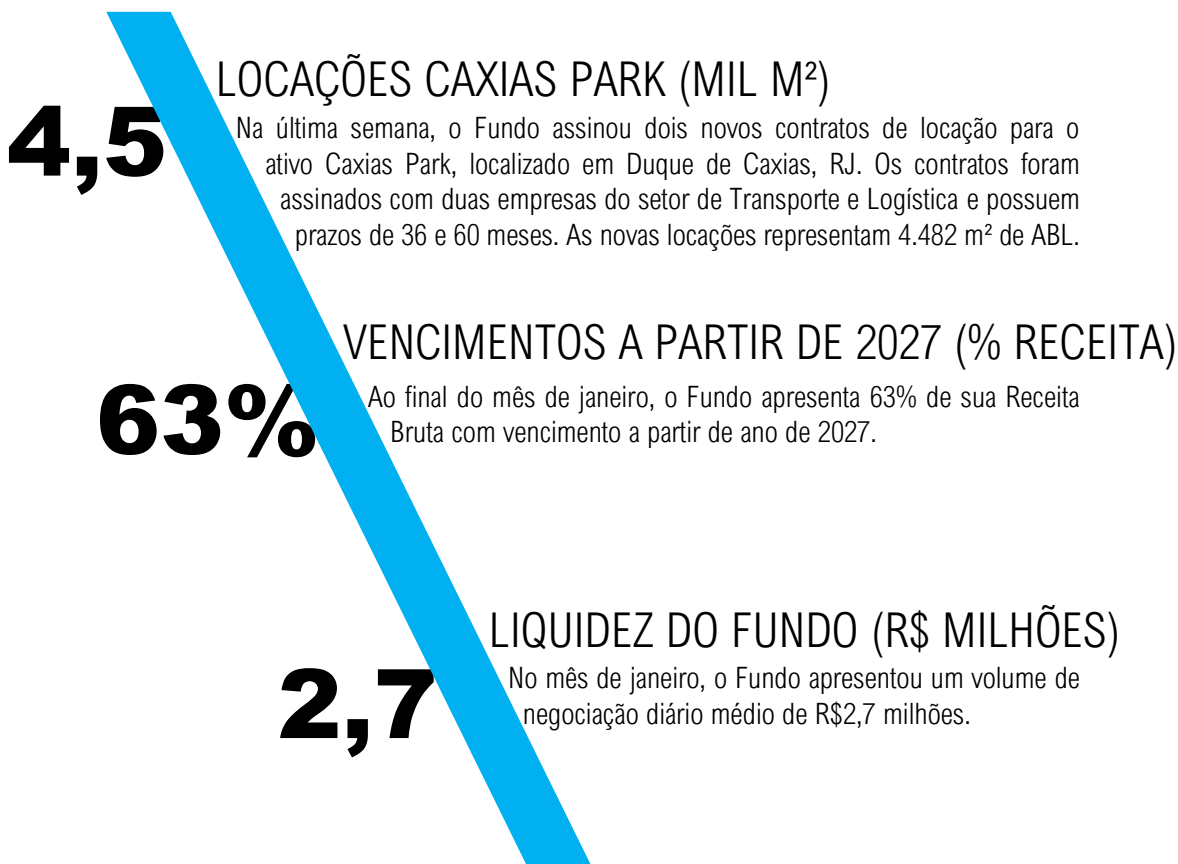 LOCAÇÕES CAXIAS PARK (MIL M²)
4,5
Na última semana, o Fundo assinou dois novos contratos de locação para o
ativo Caxias Park, localizado em Duque de Caxias, RJ. Os contratos foram
assinados com duas empresas do setor de Transporte e Logística e possuem
prazos de 36 e 60 meses. As novas locações representam 4.482 m² de ABL.
VENCIMENTOS A PARTIR DE 2027 (% RECEITA)
63%
Ao final do mês de janeiro, o Fundo apresenta 63% de sua Receita
Bruta com vencimento a partir de ano de 2027.
LIQUIDEZ DO FUNDO (R$ MILHÕES)
2,7
No mês de janeiro, o Fundo apresentou um volume de
negociação diário médio de R$2,7 milhões.